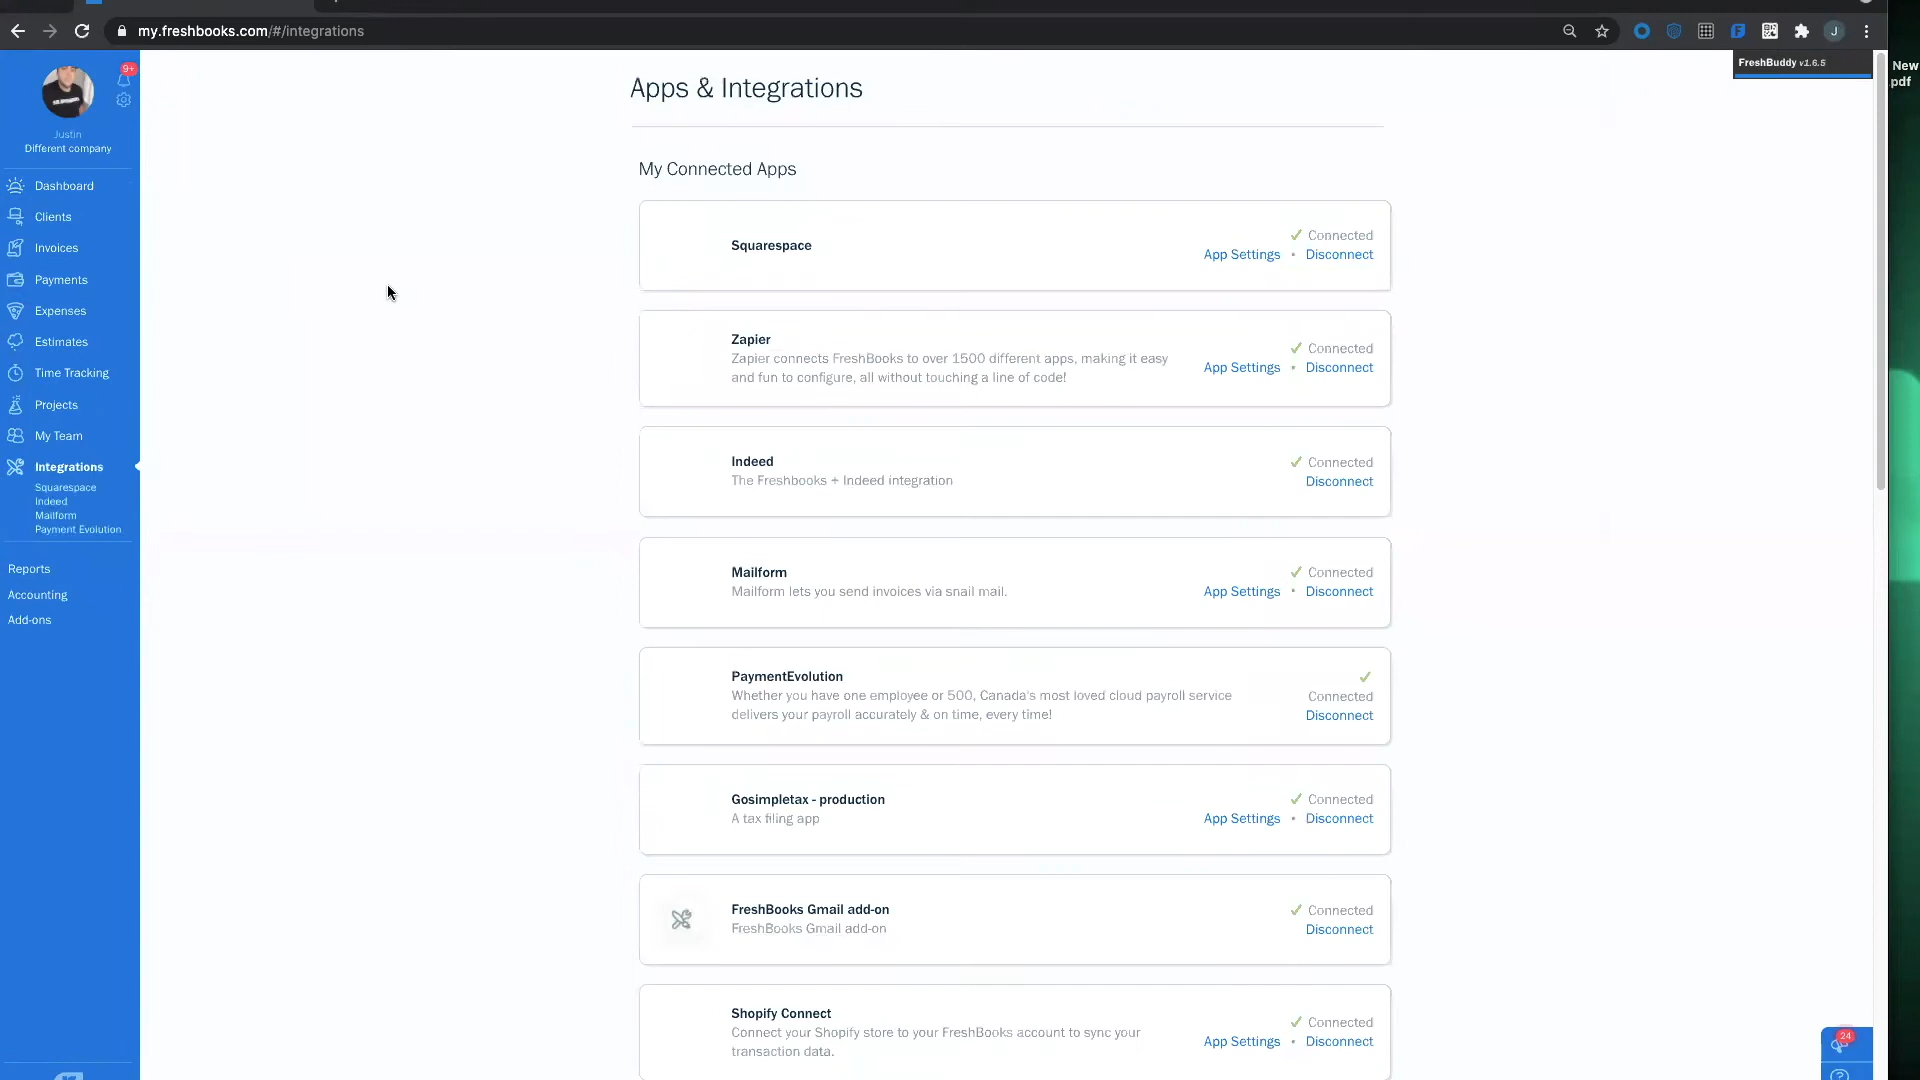 my.freshbooks.com/#/integrations
J
FreshBuddy v1.6.5
New
pdf
9+
Justin
Different company
Dashboard
Clients
Invoices
Payments
Expenses
Estimates
Time Tracking
Projects
My Team
Integrations
Squarespace
Indeed
Mailform
Payment Evolution
Reports
Accounting
Add-ons
Apps & Integrations
My Connected Apps
Squarespace
Connected
App Settings • Disconnect
Zapier
Zapier connects FreshBooks to over 1500 different apps, making it easy
and fun to configure, all without touching a line of code!
Connected
App Settings • Disconnect
Indeed
The Freshbooks + Indeed integration
Connected
Disconnect
Mailform
Mailform lets you send invoices via snail mail.
Connected
App Settings • Disconnect
PaymentEvolution
Whether you have one employee or 500, Canada's most loved cloud payroll service
delivers your payroll accurately & on time, every time!
Connected
Disconnect
Gosimpletax - production
A tax filing app
Connected
App Settings • Disconnect
FreshBooks Gmail add-on
FreshBooks Gmail add-on
Connected
Disconnect
Shopify Connect
Connect your Shopify store to your FreshBooks account to sync your
transaction data.
Connected
App Settings • Disconnect
24